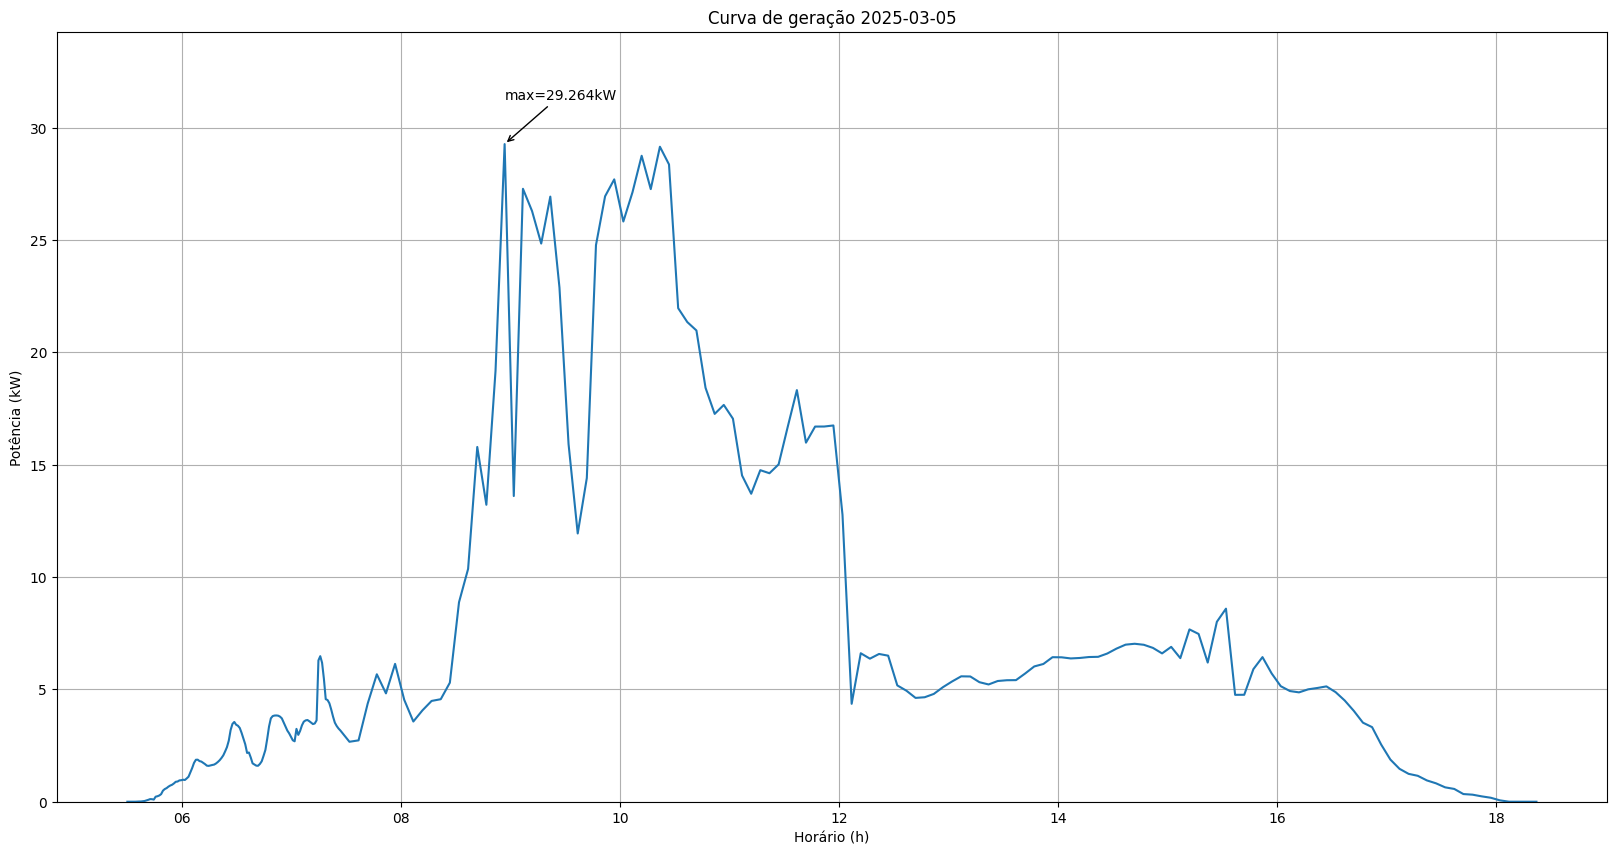 Curva de geração 2025-03-05
max=29.264kW
30
25
20
15
10
5
0
Potência (kW)
06 08 10 12 14 16 18
Horário (h)